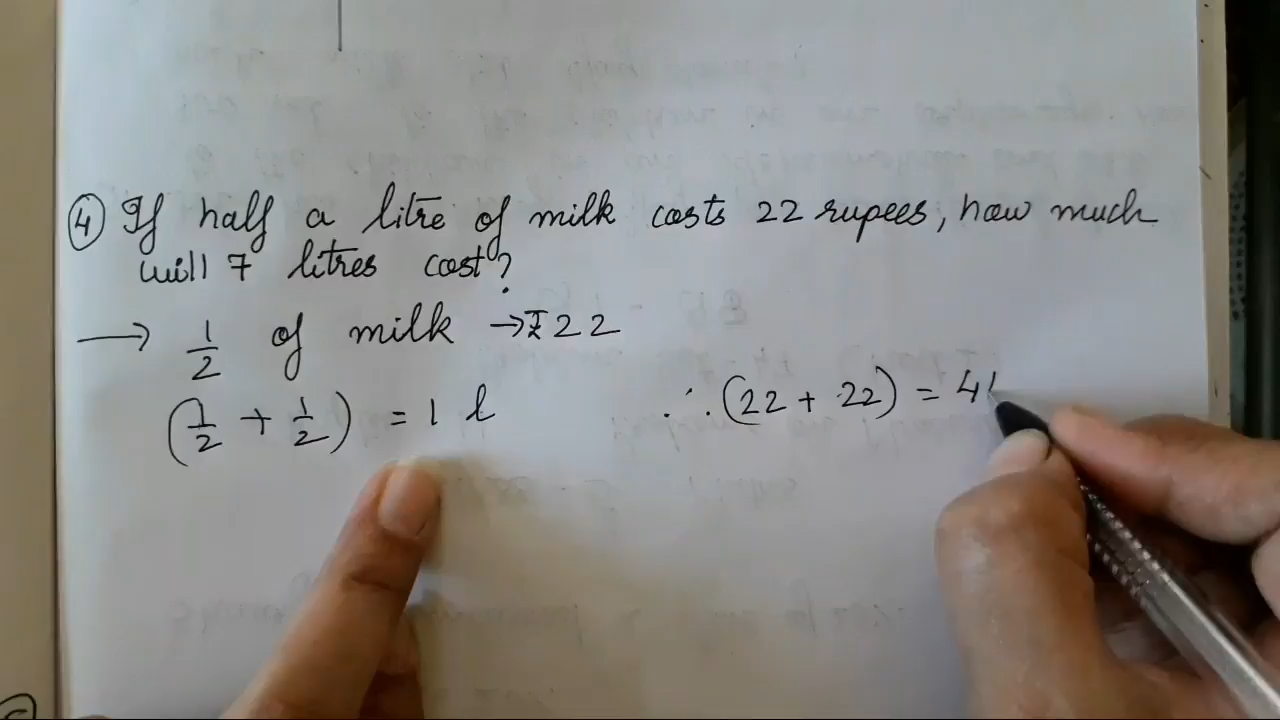 ④ If half a litre of milk costs 22 rupees, how much
will 7 litres cost?
→ 1/2 of milk → ₹22
(1/2 + 1/2) = 1 l ∴ (22 + 22) = 44